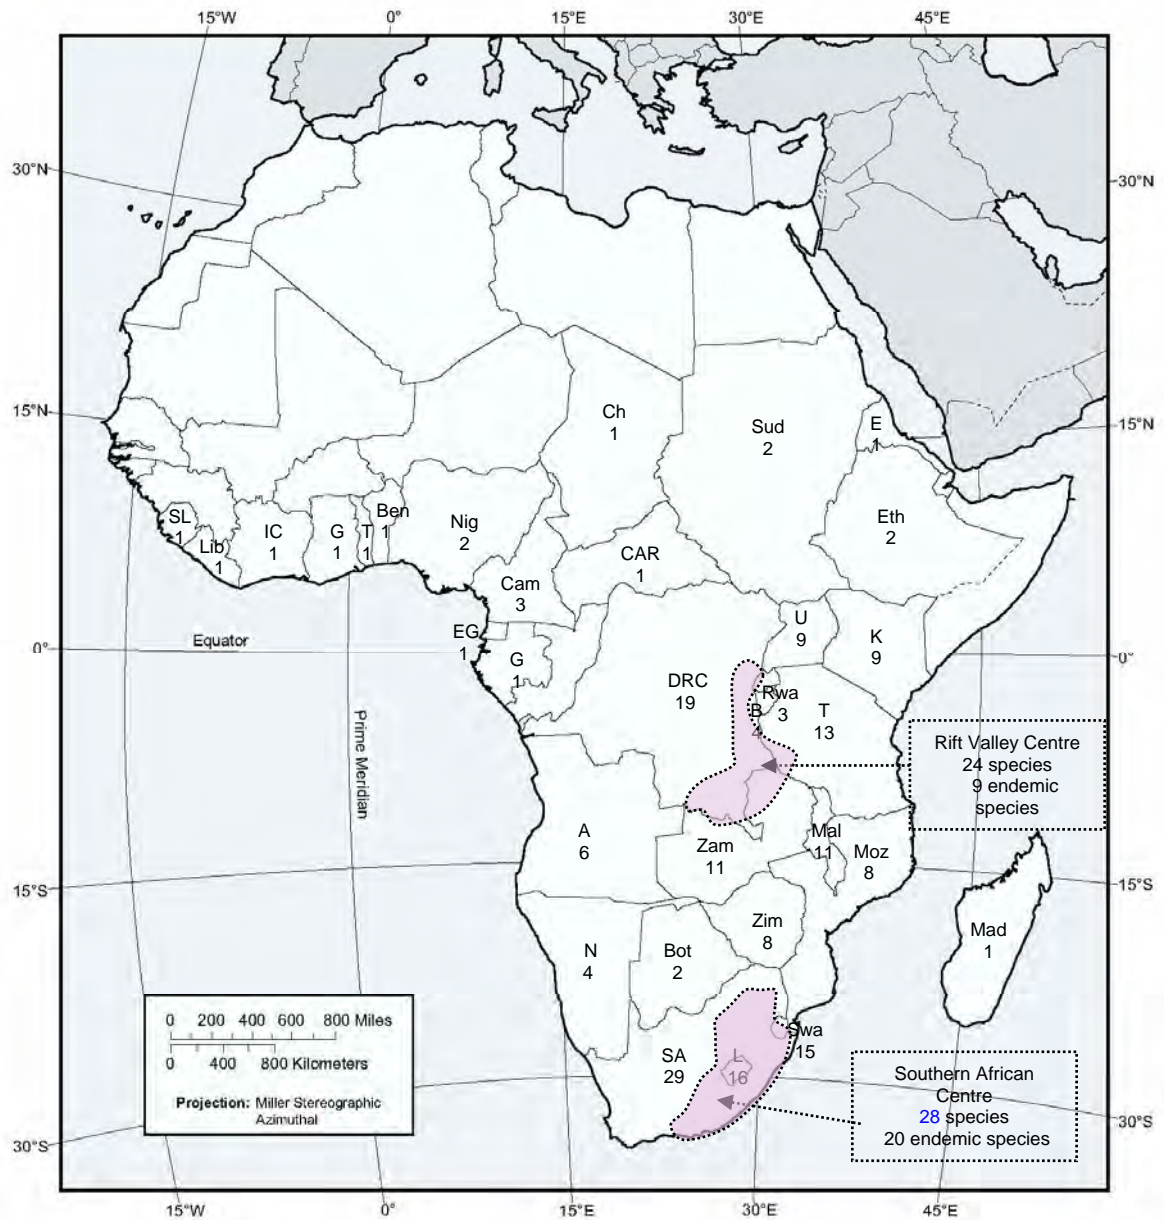 15°W 0° 15°E 30°E 45°E
30°N 30°N
15°N 15°N
Ch
1
Sud
2
E
1
SL
1
Lib
1
IC
1
G
1
T
1
Ben
1
Nig
2
Eth
2
CAR
1
Cam
3
EG
1
G
1
U
9
K
9
Equator
0° 0°
DRC
19
Rwa
3
B
4
T
13
Prime Meridian
Rift Valley Centre
24 species
9 endemic
species
A
6
Zam
11
Mal
11
Moz
8
15°S 15°S
Zim
8
Mad
1
N
4
Bot
2
0 200 400 600 800 Miles
0 400 800 Kilometers
Projection: Miller Stereographic
Azimuthal
SA
29
L
16
Swa
15
Southern African
Centre
28 species
20 endemic species
30°S 30°S
15°W 0° 15°E 30°E 45°E